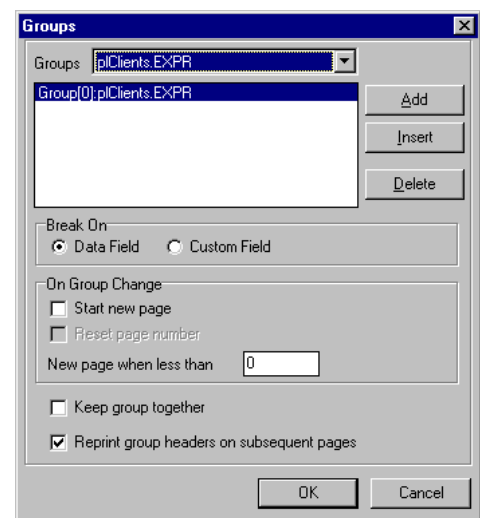 Groups
Groups plClients.EXPR
Group[0]:plClients.EXPR
Add
Insert
Delete
Break On
Data Field Custom Field
On Group Change
Start new page
Reset page number
New page when less than 0
Keep group together
Reprint group headers on subsequent pages
OK Cancel